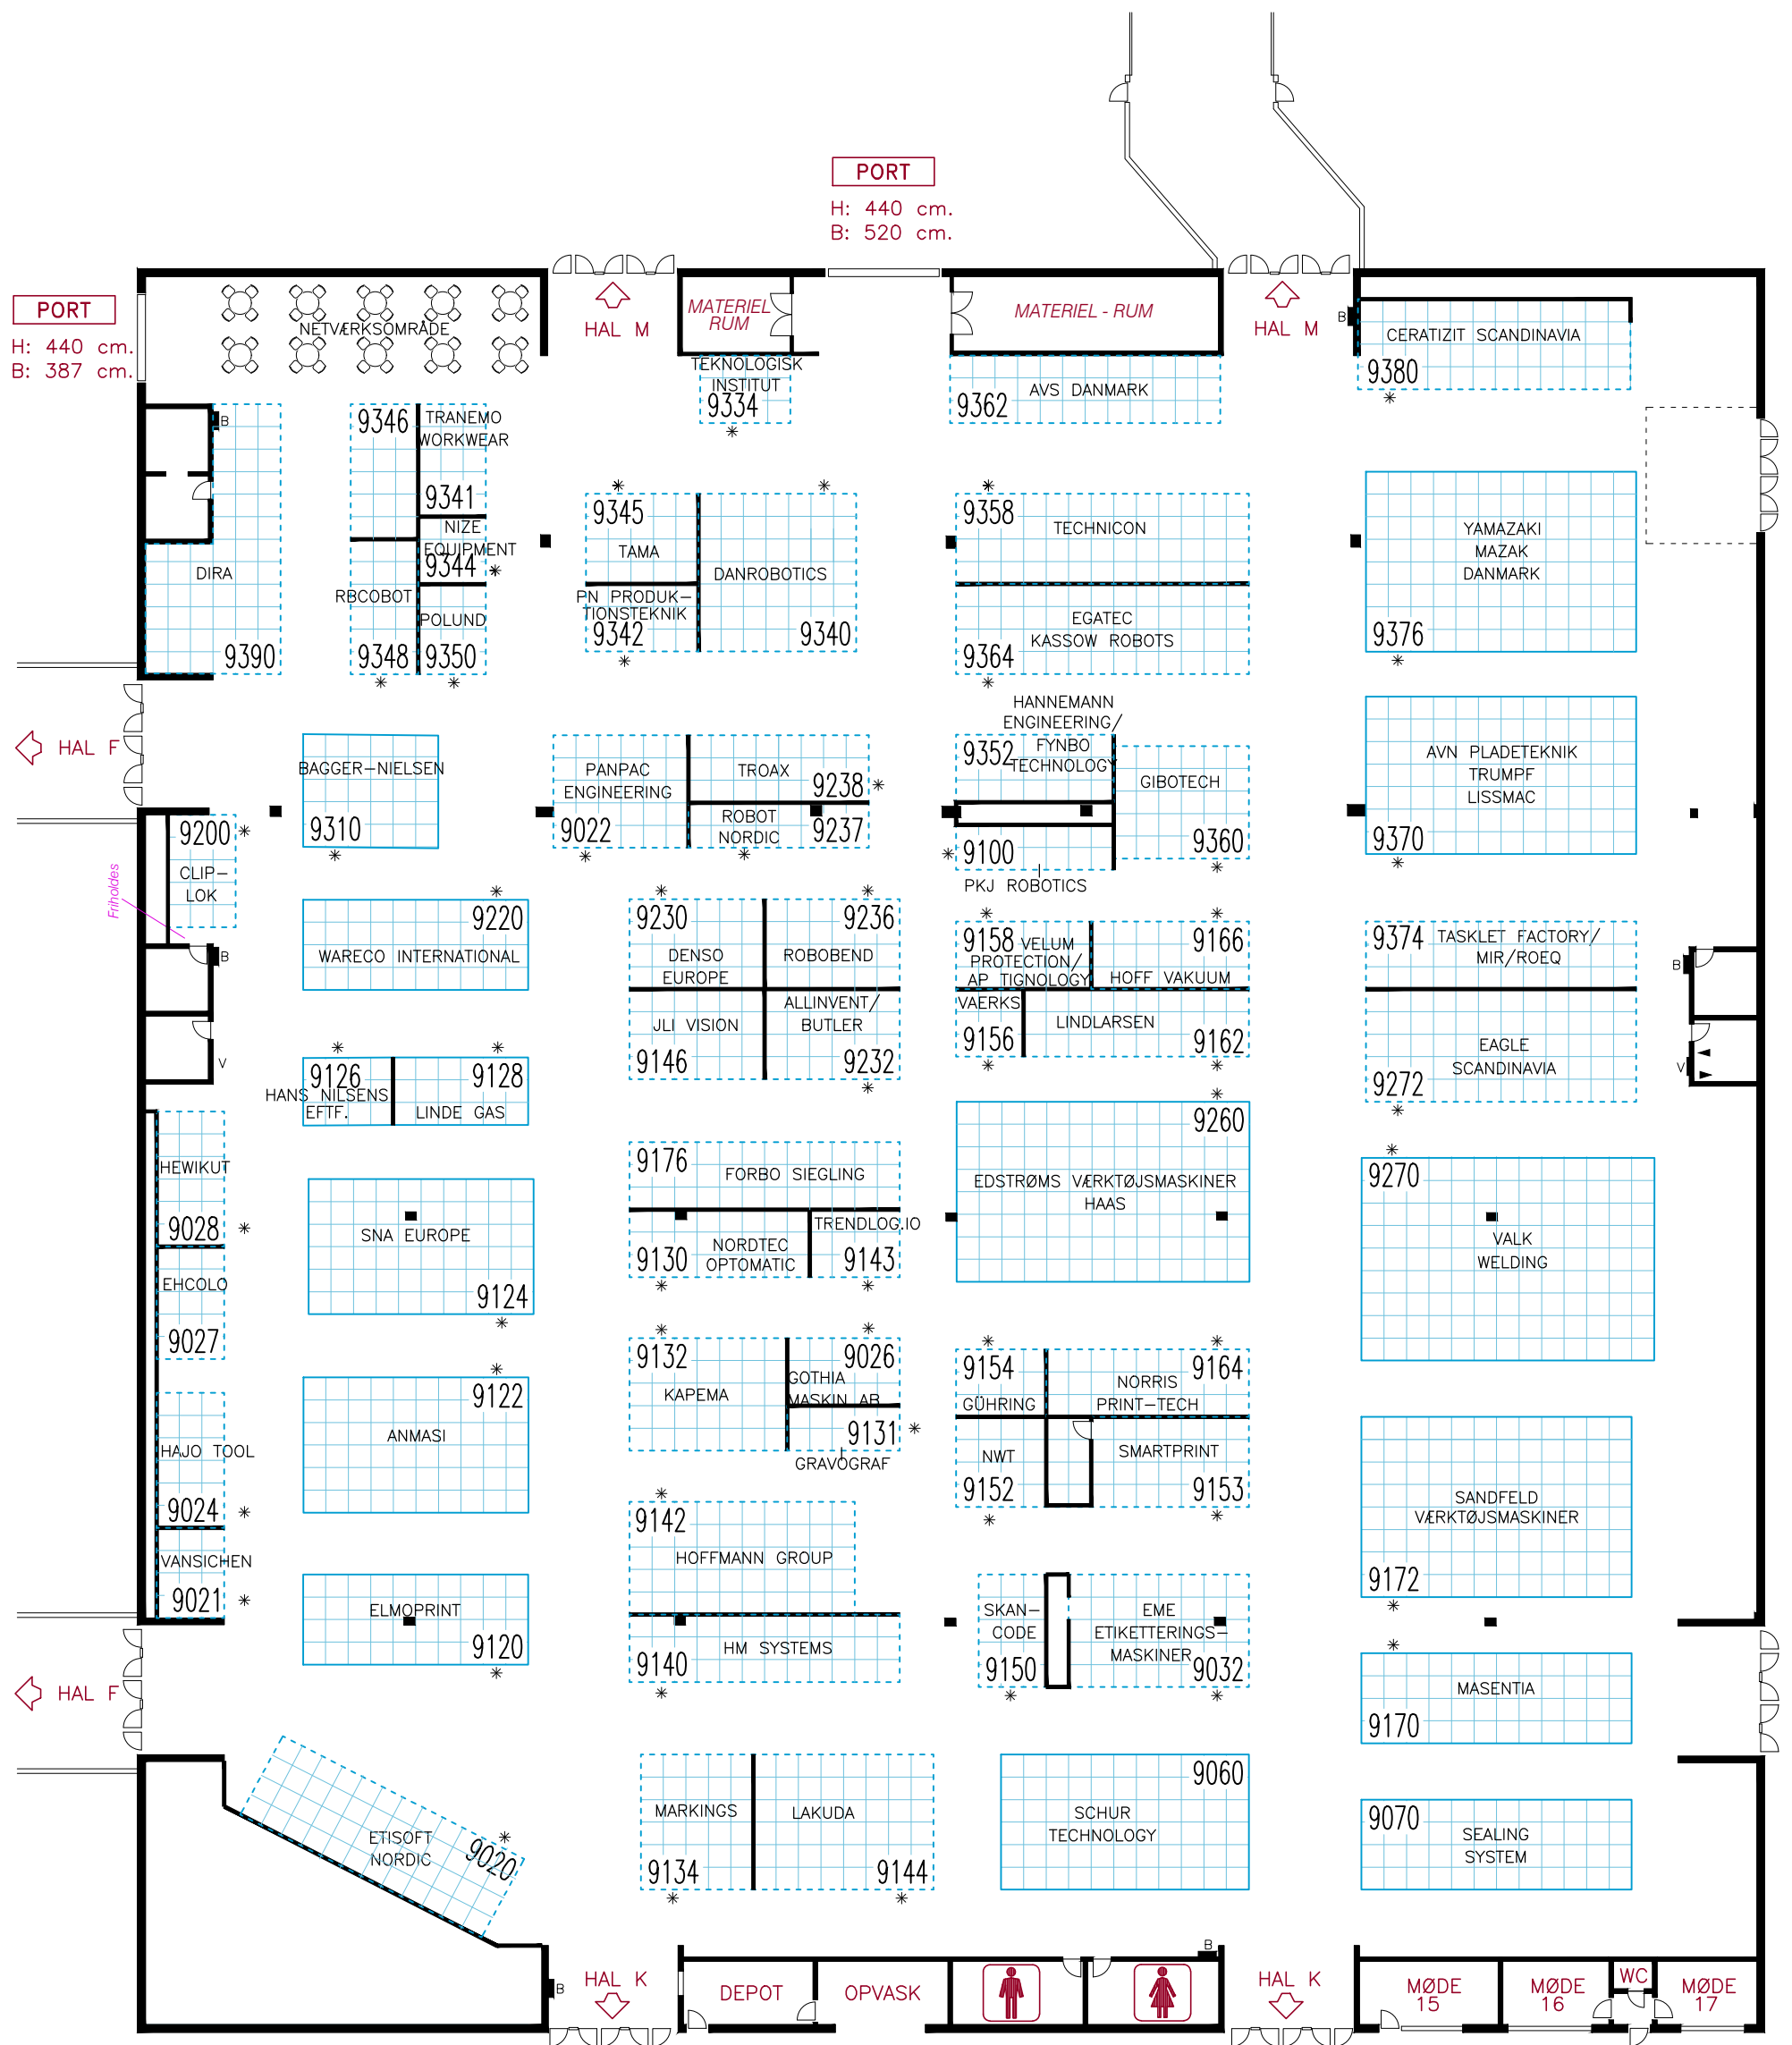 PORT
H: 440 cm.
B: 520 cm.
PORT
H: 440 cm.
B: 387 cm.
NETVÆRKSOMRÅDE
HAL M
MATERIEL
RUM
MATERIEL - RUM
HAL M
B
CERATIZIT SCANDINAVIA
9380
TEKNOLOGISK
INSTITUT
9334
AVS DANMARK
9362
B
9346
TRANEMO
WORKWEAR
9341
NIZE
EQUIPMENT
9344
DIRA
9390
RBCOBOT
9348
POLUND
9350
9345
TAMA
PN PRODUK-
TIONSTEKNIK
9342
DANROBOTICS
9340
9358
TECHNICON
EGATEC
KASSOW ROBOTS
9364
YAMAZAKI
MAZAK
DANMARK
9376
HAL F
BAGGER-NIELSEN
9310
PANPAC
ENGINEERING
9022
TROAX
9238
ROBOT
NORDIC
9237
HANNEMANN
ENGINEERING/
FYNBO
TECHNOLOGY
9352
GIBOTECH
9360
9100
PKJ ROBOTICS
AVN PLADETEKNIK
TRUMPF
LISSMAC
9370
9200
CLIP-
LOK
Friholdes
B
V
9220
WARECO INTERNATIONAL
9230
DENSO
EUROPE
9236
ROBOBEND
JLI VISION
9146
ALLINVENT/
BUTLER
9232
9158
VELUM
PROTECTION/
AP TIGNOLOGY
9166
HOFF VAKUUM
VAERKS
9156
LINDLARSEN
9162
9374
TASKLET FACTORY/
MIR/ROEQ
EAGLE
SCANDINAVIA
9272
B
V
9126
HANS NILSENS
EFTF.
9128
LINDE GAS
HEWIKUT
9028
EHCOLO
9027
SNA EUROPE
9124
9176
FORBO SIEGLING
9130
NORDTEC
OPTOMATIC
TRENDLOG.IO
9143
9260
EDSTRØMS VÆRKTØJSMASKINER
HAAS
9270
VALK
WELDING
9122
ANMASI
HAJO TOOL
9024
VANSICHEN
9021
9132
KAPEMA
9026
GOTHIA
MASKIN AB
9131
GRAVOGRAF
9154
GÜHRING
9164
NORRIS
PRINT-TECH
NWT
9152
SMARTPRINT
9153
SANDFELD
VÆRKTØJSMASKINER
9172
9142
HOFFMANN GROUP
HM SYSTEMS
9140
ELMOPRINT
9120
SKAN-
CODE
9150
EME
ETIKETTERINGS-
MASKINER
9032
MASENTIA
9170
HAL F
ETISOFT
NORDIC
9020
MARKINGS
9134
LAKUDA
9144
9060
SCHUR
TECHNOLOGY
9070
SEALING
SYSTEM
B
HAL K
DEPOT
OPVASK
B
HAL K
MØDE
15
MØDE
16
WC
MØDE
17